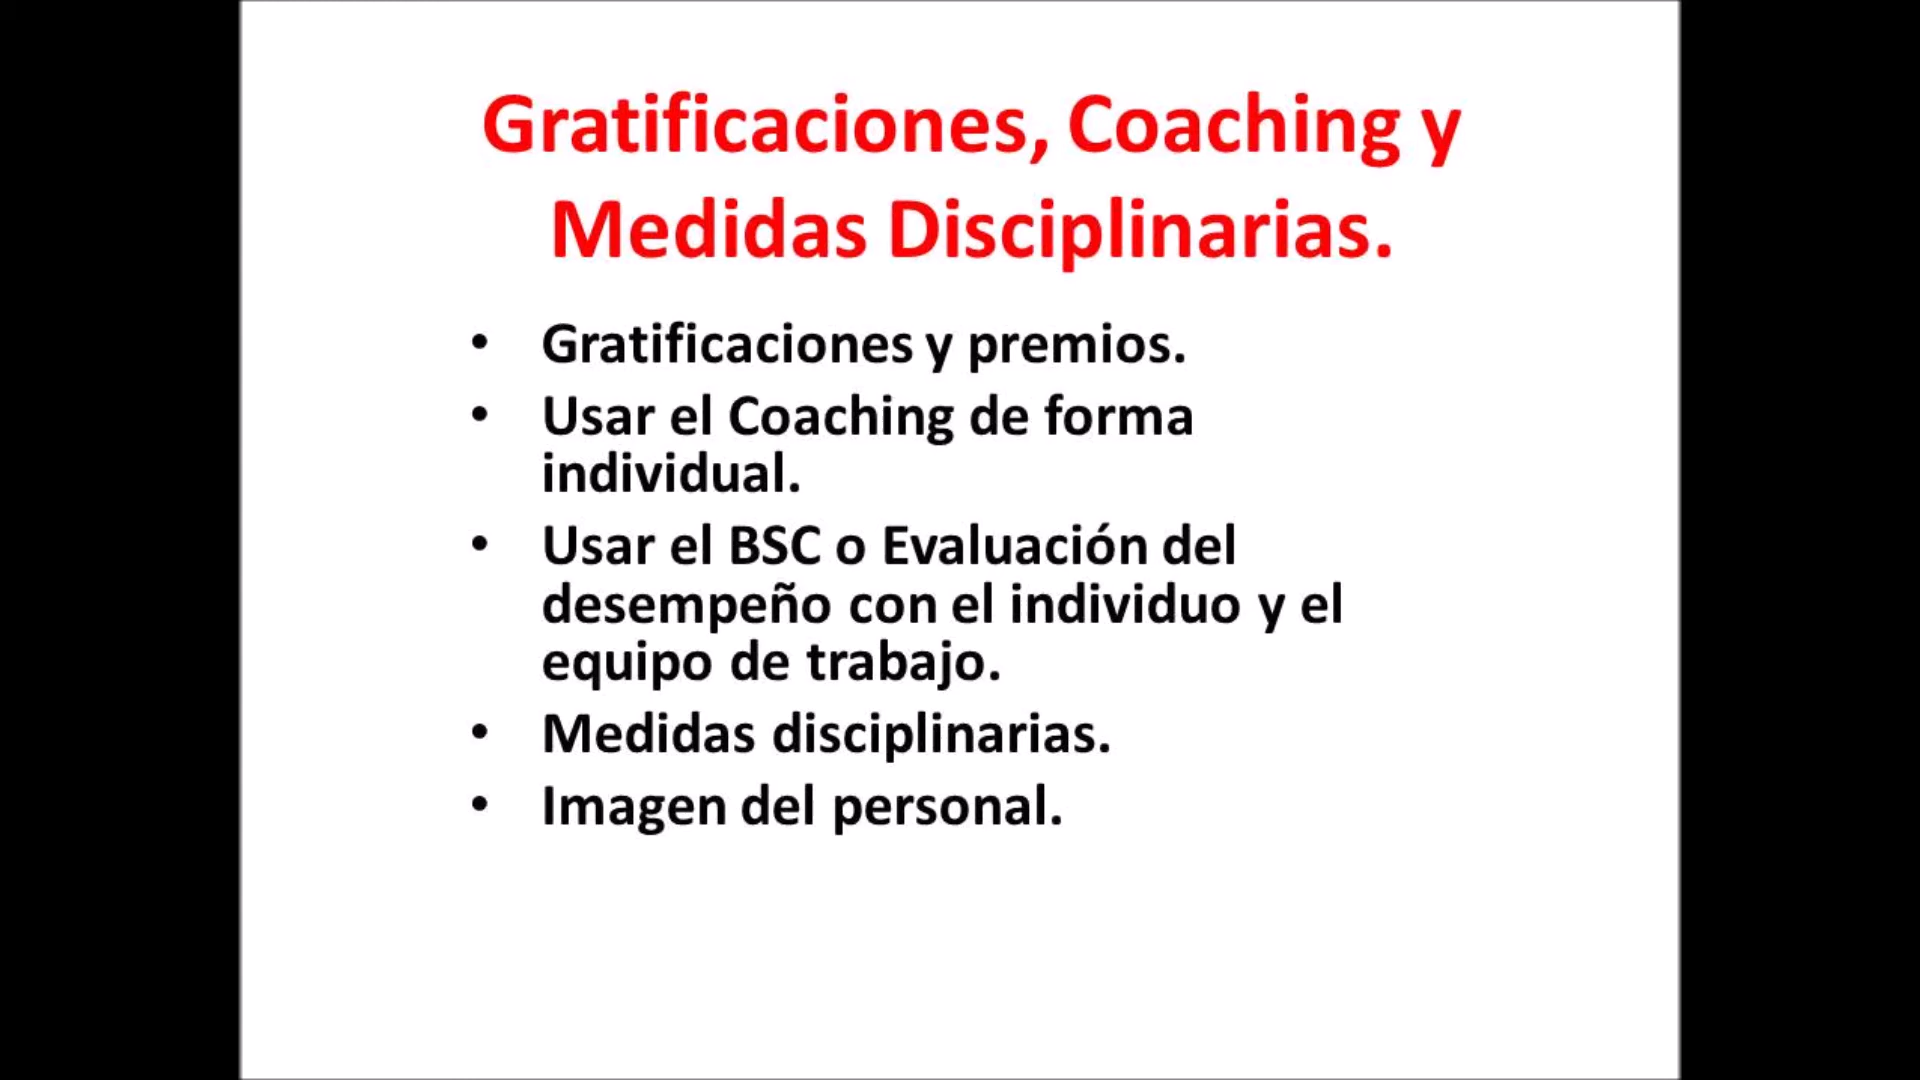 Gratificaciones, Coaching y
Medidas Disciplinarias.
• Gratificaciones y premios.
• Usar el Coaching de forma
individual.
• Usar el BSC o Evaluación del
desempeño con el individuo y el
equipo de trabajo.
• Medidas disciplinarias.
• Imagen del personal.